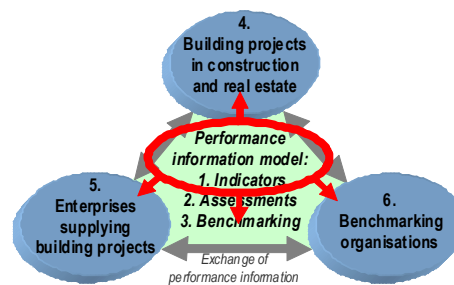 4.
Building projects
in construction
and real estate
Performance
information model:
1. Indicators
2. Assessments
3. Benchmarking
5.
Enterprises
supplying
building projects
6.
Benchmarking
organisations
Exchange of
performance information